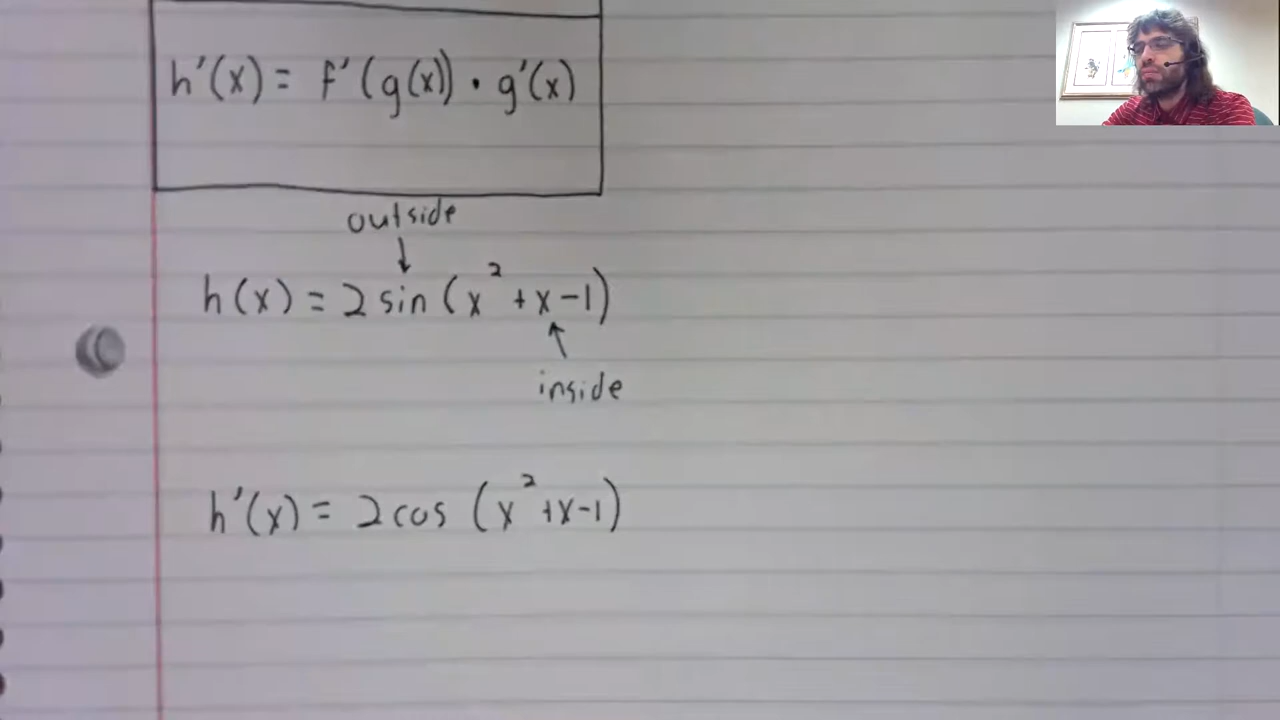 h'(x) = f'(g(x)) · g'(x)
outside
h(x) = 2 sin (x² + x - 1)
inside
h'(x) = 2 cos (x² + x - 1)